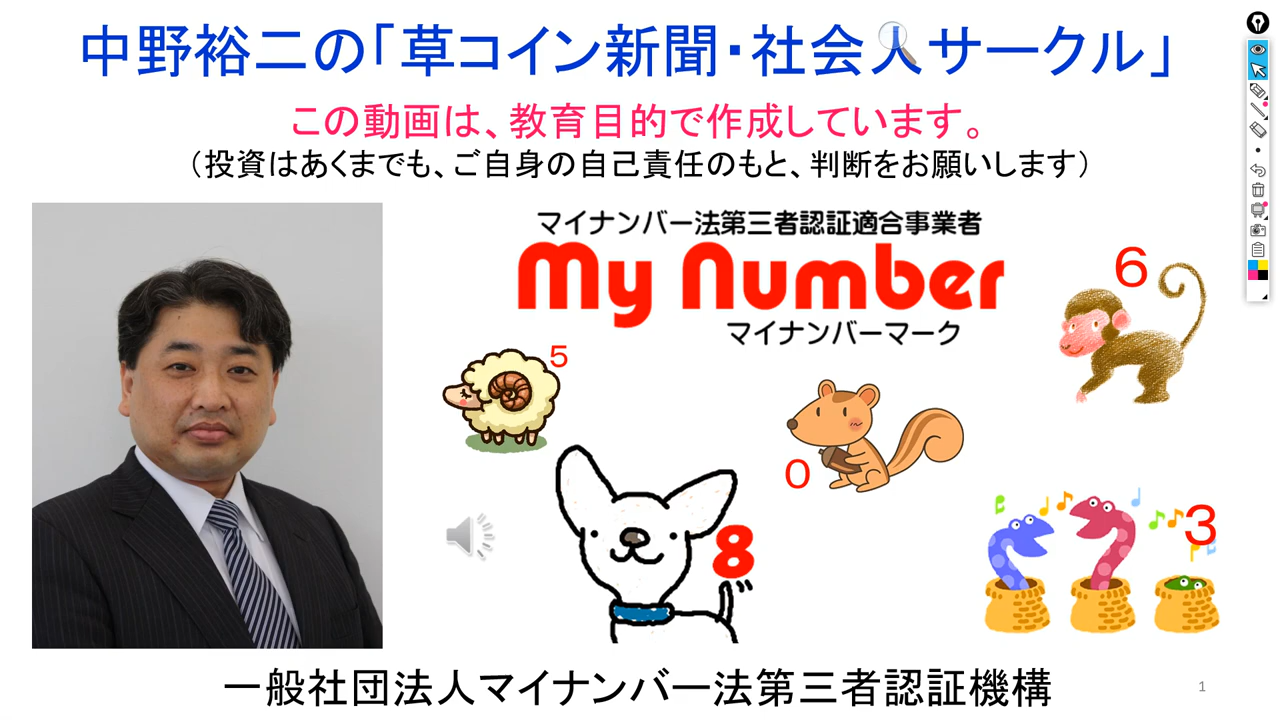 中野裕二の「草コイン新聞・社会人サークル」
この動画は、教育目的で作成しています。
（投資はあくまでも、ご自身の自己責任のもと、判断をお願いします）
マイナンバー法第三者認証適合事業者
My Number
マイナンバーマーク
6
5
0
8
3
一般社団法人マイナンバー法第三者認証機構
1